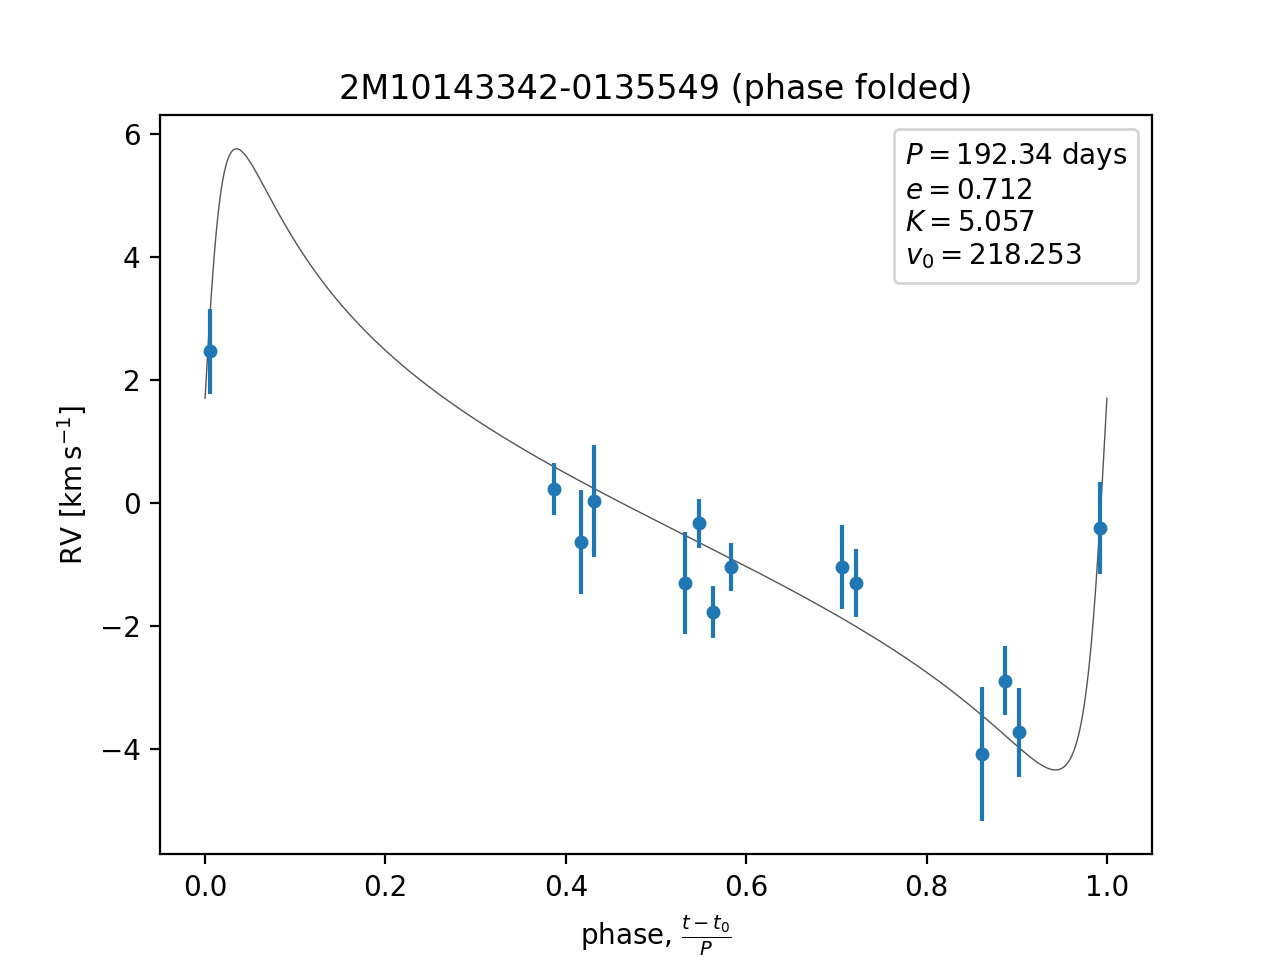 2M10143342-0135549 (phase folded)
P = 192.34 days
e = 0.712
K = 5.057
v₀ = 218.253
RV [km s⁻¹]
6
4
2
0
−2
−4
0.0 0.2 0.4 0.6 0.8 1.0
phase, (t − t₀)/P